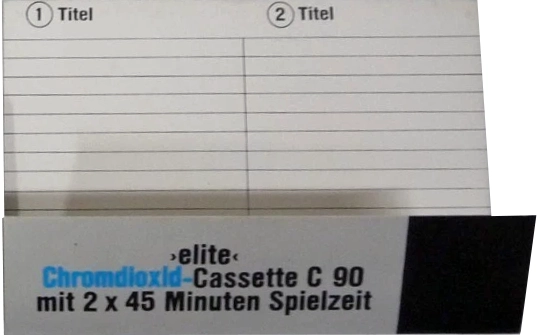 1 Titel
2 Titel
›elite‹
Chromdioxid-Cassette C 90
mit 2 x 45 Minuten Spielzeit